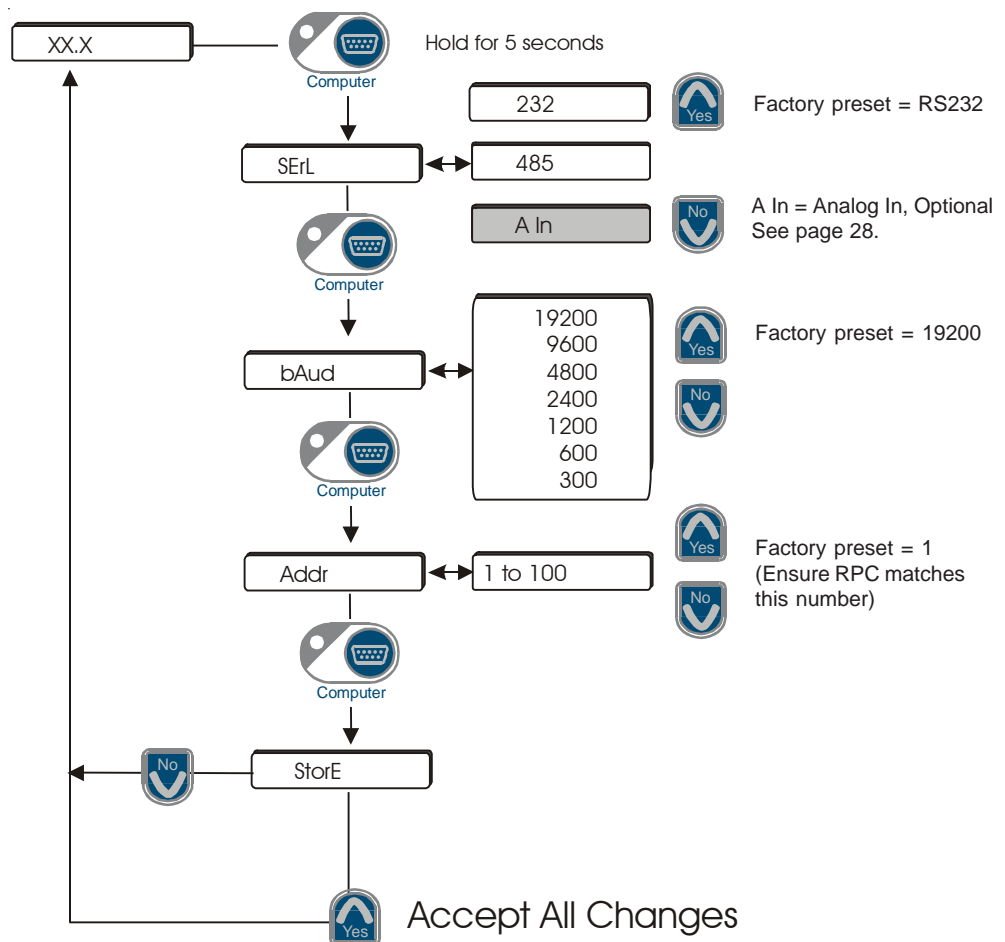 XX.X
Computer
Hold for 5 seconds
232
Yes
Factory preset = RS232
SErL
485
A In
No
A In = Analog In, Optional
See page 28.
Computer
19200
9600
4800
2400
1200
600
300
Yes
Factory preset = 19200
bAud
No
Computer
Yes
Factory preset = 1
(Ensure RPC matches
this number)
Addr
1 to 100
No
Computer
No
StorE
Yes
Accept All Changes